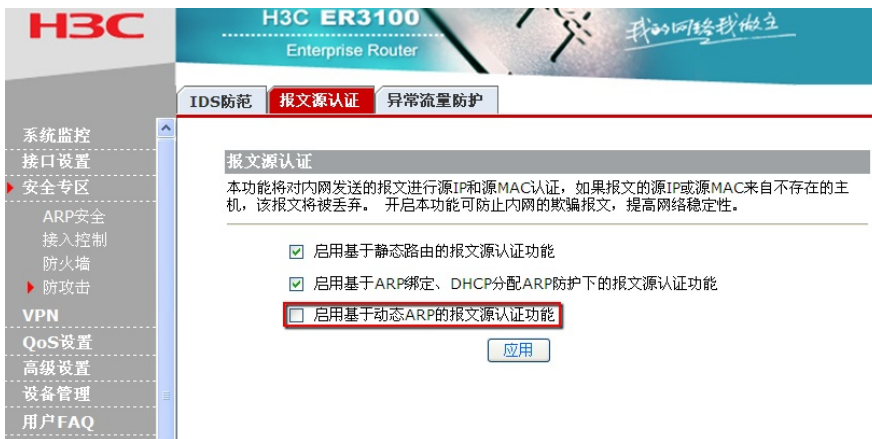 H3C
H3C ER3100
Enterprise Router
我的网络我做主
IDS防范 报文源认证 异常流量防护
系统监控
接口设置
安全专区
ARP安全
接入控制
防火墙
防攻击
VPN
QoS设置
高级设置
设备管理
用户FAQ
报文源认证
本功能将对内网发送的报文进行源IP和源MAC认证，如果报文的源IP或源MAC来自不存在的主
机，该报文将被丢弃。 开启本功能可防止内网的欺骗报文，提高网络稳定性。
启用基于静态路由的报文源认证功能
启用基于ARP绑定、DHCP分配ARP防护下的报文源认证功能
启用基于动态ARP的报文源认证功能
应用